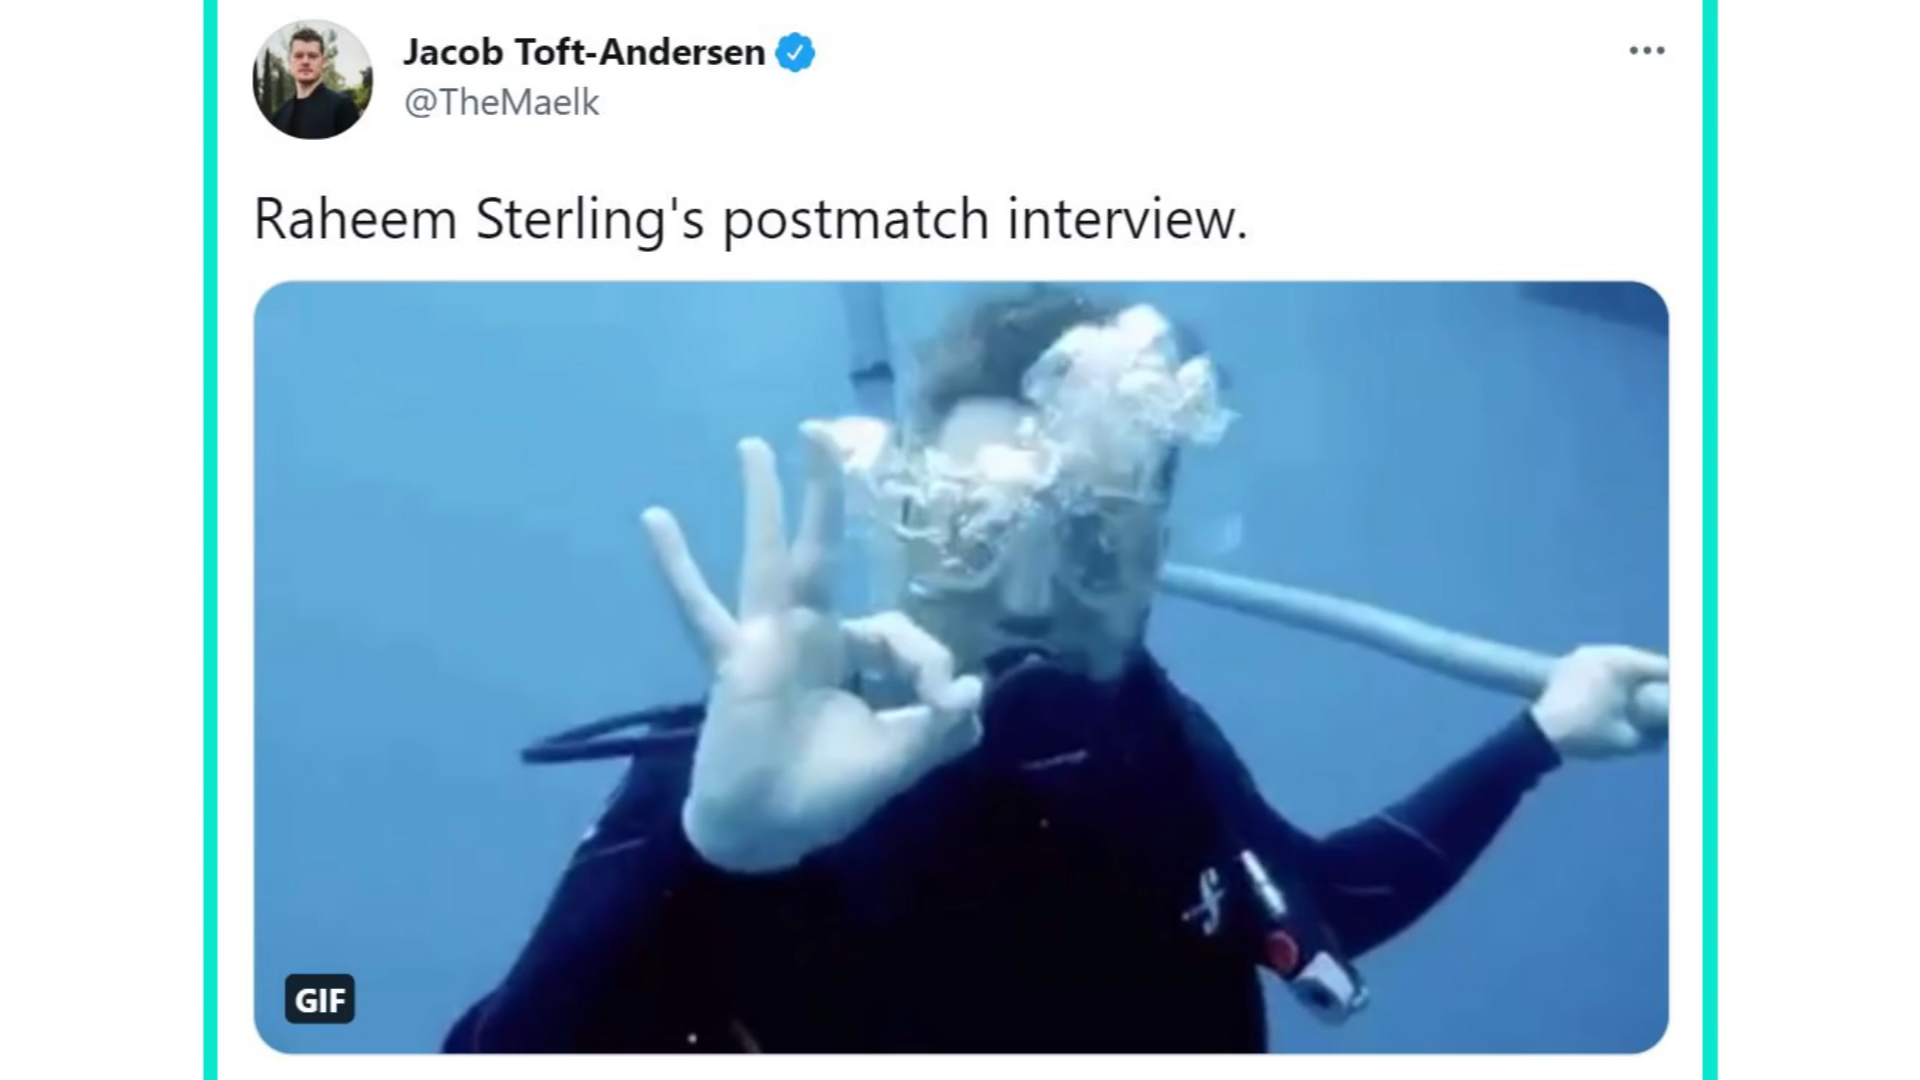 Jacob Toft-Andersen
@TheMaelk
Raheem Sterling's postmatch interview.
GIF